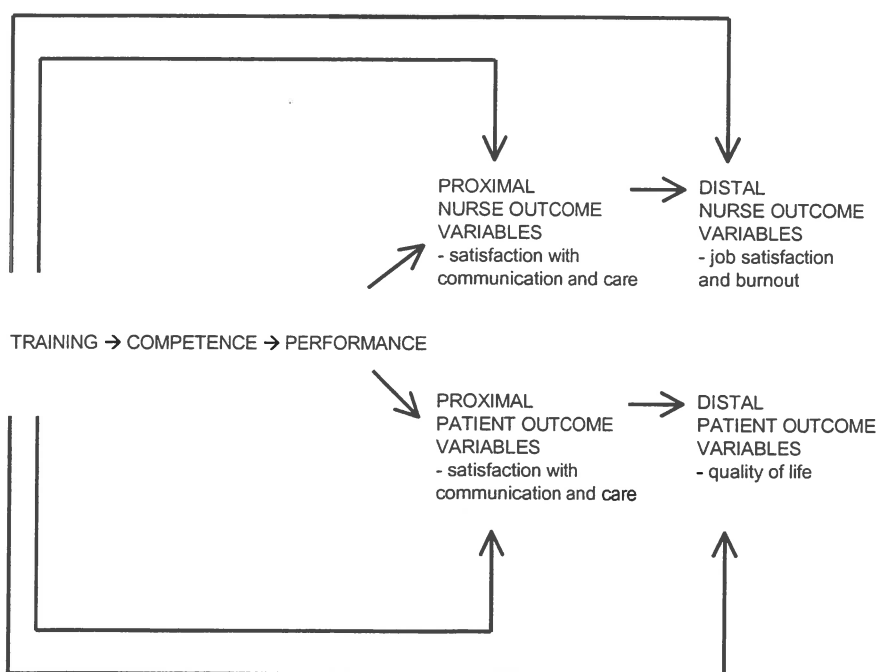 PROXIMAL
NURSE OUTCOME
VARIABLES
- satisfaction with
communication and care
DISTAL
NURSE OUTCOME
VARIABLES
- job satisfaction
and burnout
TRAINING → COMPETENCE → PERFORMANCE
PROXIMAL
PATIENT OUTCOME
VARIABLES
- satisfaction with
communication and care
DISTAL
PATIENT OUTCOME
VARIABLES
- quality of life